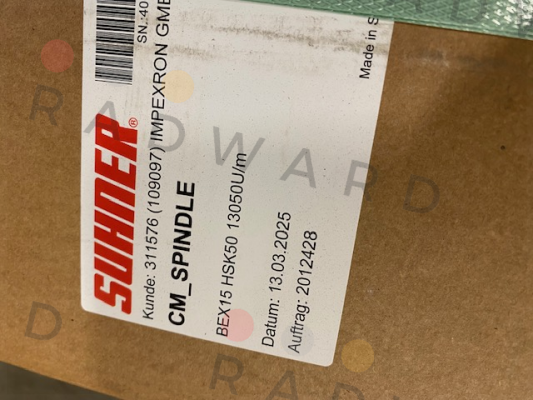 SN.:40
SUHNER®
Kunde: 311576 (109097) IMPEXRON GMB
CM_SPINDLE
BEX15 HSK50 13050U/m
Datum: 13.03.2025
Auftrag: 2012428
Made in S
RADWARD
D
RAD